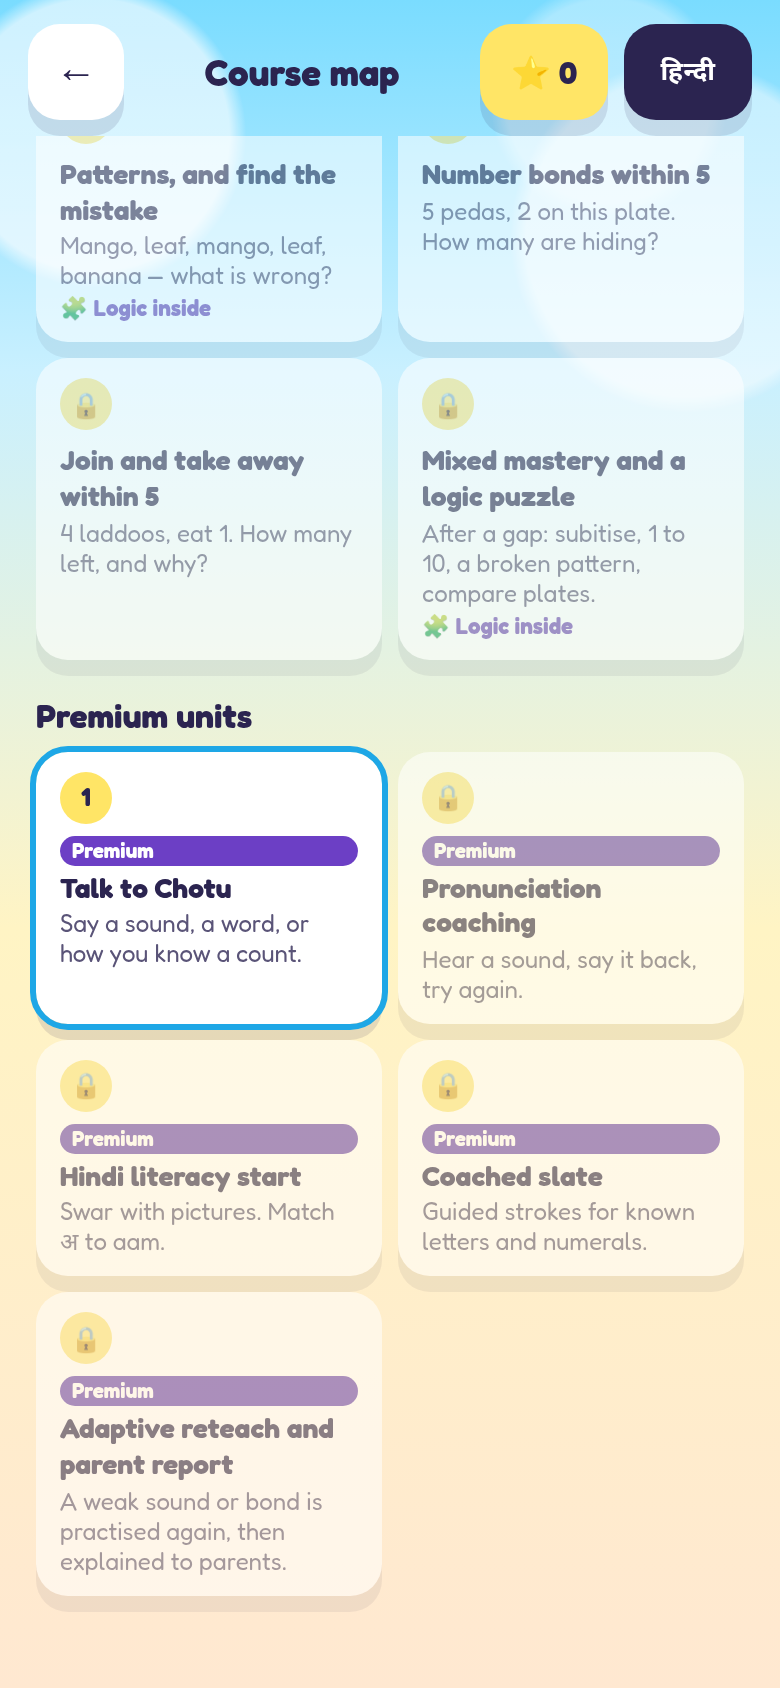 ←
Course map
⭐ 0
हिन्दी
Patterns, and find the
mistake
Mango, leaf, mango, leaf,
banana — what is wrong?
🧩 Logic inside
Number bonds within 5
5 pedas, 2 on this plate.
How many are hiding?
Join and take away
within 5
4 laddoos, eat 1. How many
left, and why?
Mixed mastery and a
logic puzzle
After a gap: subitise, 1 to
10, a broken pattern,
compare plates.
🧩 Logic inside
Premium units
1
Premium
Talk to Chotu
Say a sound, a word, or
how you know a count.
Premium
Pronunciation
coaching
Hear a sound, say it back,
try again.
Premium
Hindi literacy start
Swar with pictures. Match
अ to aam.
Premium
Coached slate
Guided strokes for known
letters and numerals.
Premium
Adaptive reteach and
parent report
A weak sound or bond is
practised again, then
explained to parents.